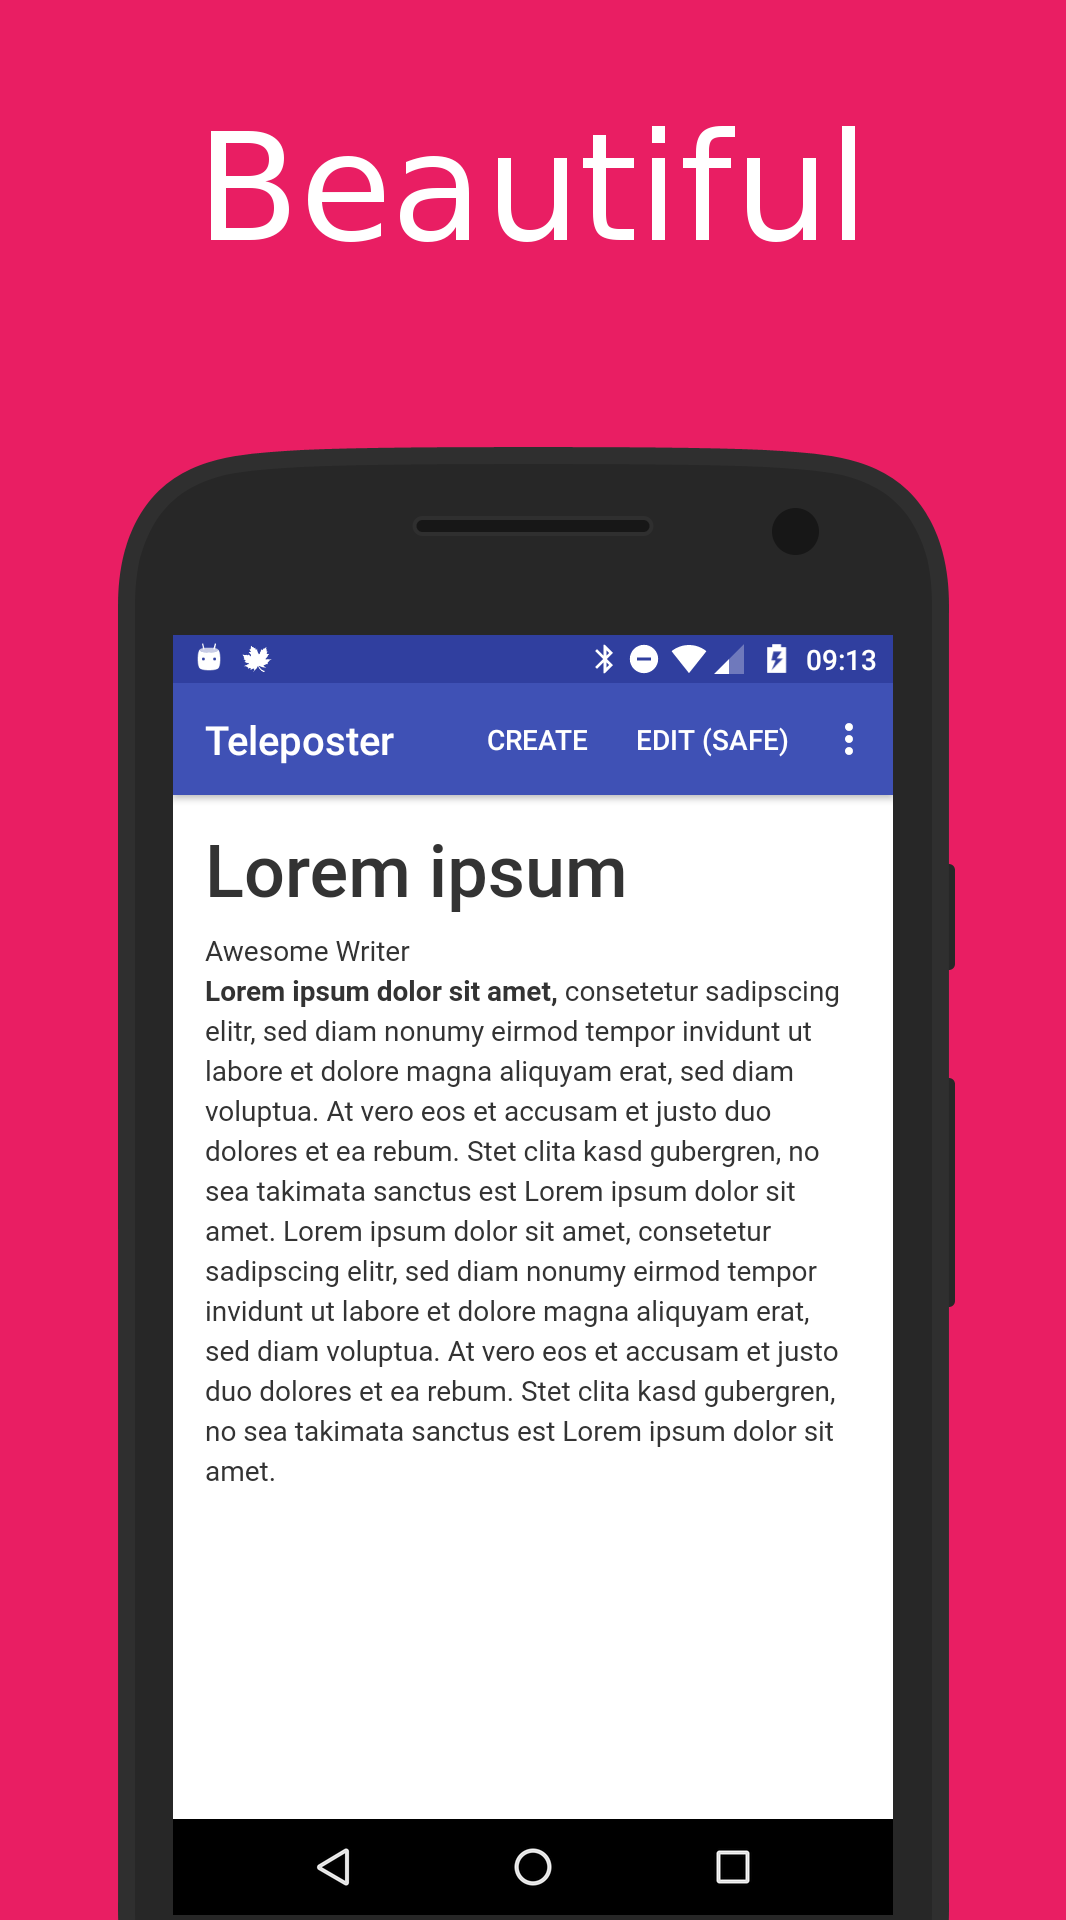 Beautiful
09:13
Teleposter CREATE EDIT (SAFE)
Lorem ipsum
Awesome Writer
Lorem ipsum dolor sit amet, consetetur sadipscing
elitr, sed diam nonumy eirmod tempor invidunt ut
labore et dolore magna aliquyam erat, sed diam
voluptua. At vero eos et accusam et justo duo
dolores et ea rebum. Stet clita kasd gubergren, no
sea takimata sanctus est Lorem ipsum dolor sit
amet. Lorem ipsum dolor sit amet, consetetur
sadipscing elitr, sed diam nonumy eirmod tempor
invidunt ut labore et dolore magna aliquyam erat,
sed diam voluptua. At vero eos et accusam et justo
duo dolores et ea rebum. Stet clita kasd gubergren,
no sea takimata sanctus est Lorem ipsum dolor sit
amet.